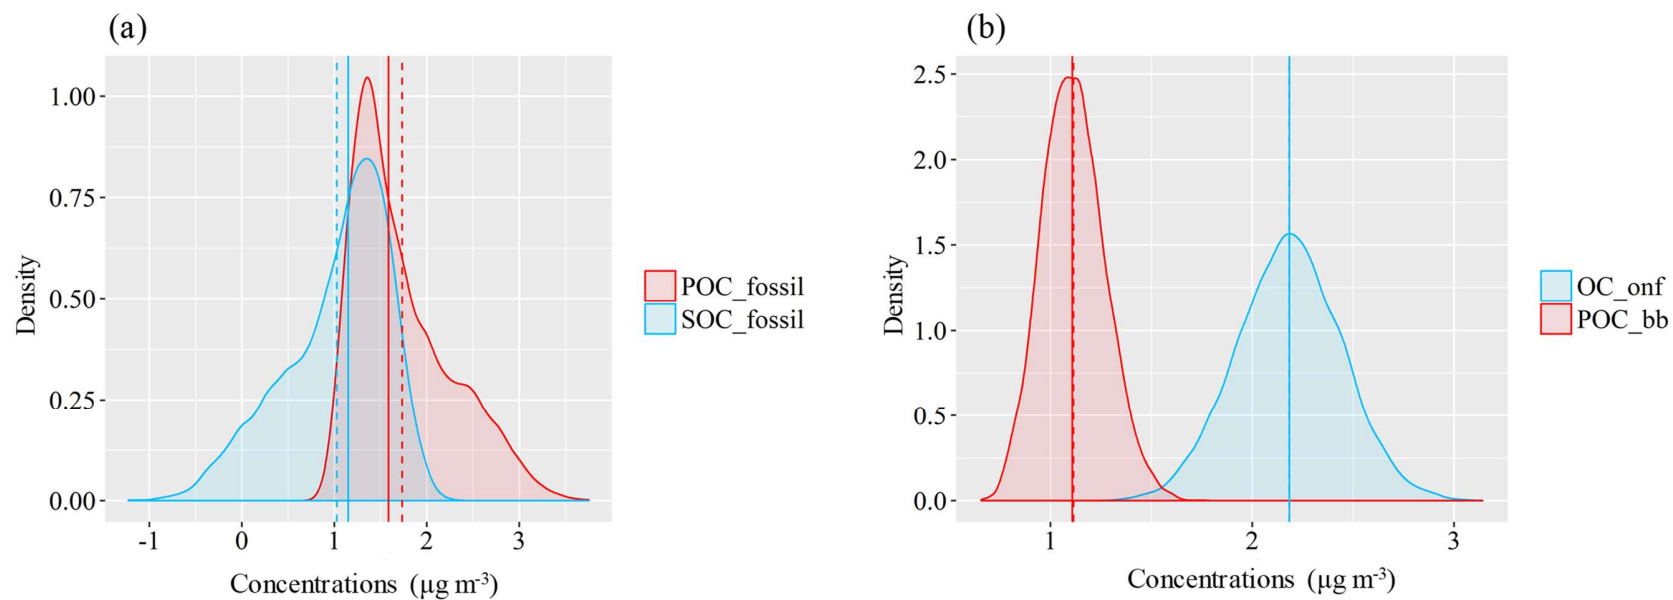 (a)
1.00
0.75
0.50
0.25
0.00
Density
-1 0 1 2 3
Concentrations (μg m-3)
POC_fossil
SOC_fossil
(b)
2.5
2.0
1.5
1.0
0.5
0.0
Density
1 2 3
Concentrations (μg m-3)
OC_onf
POC_bb